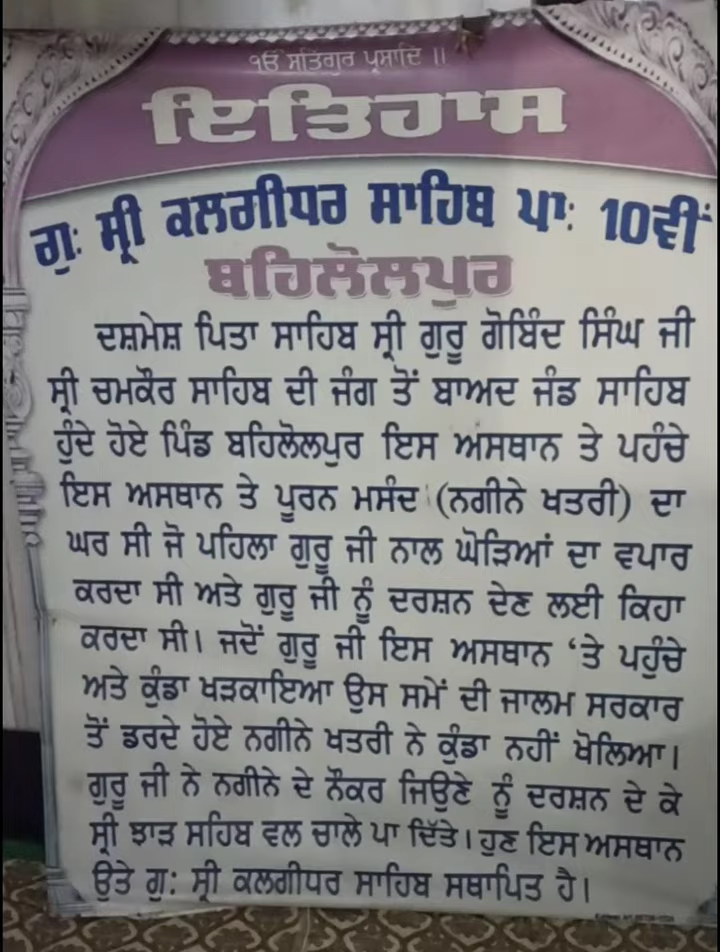 ੴ ਸਤਿਗੁਰ ਪ੍ਰਸਾਦਿ ॥
ਇਤਿਹਾਸ
ਗੁ: ਸ੍ਰੀ ਕਲਗੀਧਰ ਸਾਹਿਬ ਪਾ: 10ਵੀਂ
ਬਹਿਲੋਲਪੁਰ
ਦਸ਼ਮੇਸ਼ ਪਿਤਾ ਸਾਹਿਬ ਸ੍ਰੀ ਗੁਰੂ ਗੋਬਿੰਦ ਸਿੰਘ ਜੀ
ਸ੍ਰੀ ਚਮਕੌਰ ਸਾਹਿਬ ਦੀ ਜੰਗ ਤੋਂ ਬਾਅਦ ਜੰਡ ਸਾਹਿਬ
ਹੁੰਦੇ ਹੋਏ ਪਿੰਡ ਬਹਿਲੋਲਪੁਰ ਇਸ ਅਸਥਾਨ ਤੇ ਪਹੰਚੇ
ਇਸ ਅਸਥਾਨ ਤੇ ਪੂਰਨ ਮਸੰਦ (ਨਗੀਨੇ ਖਤਰੀ) ਦਾ
ਘਰ ਸੀ ਜੋ ਪਹਿਲਾ ਗੁਰੂ ਜੀ ਨਾਲ ਘੋੜਿਆਂ ਦਾ ਵਪਾਰ
ਕਰਦਾ ਸੀ ਅਤੇ ਗੁਰੂ ਜੀ ਨੂੰ ਦਰਸ਼ਨ ਦੇਣ ਲਈ ਕਿਹਾ
ਕਰਦਾ ਸੀ। ਜਦੋਂ ਗੁਰੂ ਜੀ ਇਸ ਅਸਥਾਨ ‘ਤੇ ਪਹੁੰਚੇ
ਅਤੇ ਕੁੰਡਾ ਖੜਕਾਇਆ ਉਸ ਸਮੇਂ ਦੀ ਜਾਲਮ ਸਰਕਾਰ
ਤੋਂ ਡਰਦੇ ਹੋਏ ਨਗੀਨੇ ਖਤਰੀ ਨੇ ਕੁੰਡਾ ਨਹੀਂ ਖੋਲਿਆ।
ਗੁਰੂ ਜੀ ਨੇ ਨਗੀਨੇ ਦੇ ਨੌਕਰ ਜਿਉਣੇ ਨੂੰ ਦਰਸ਼ਨ ਦੇ ਕੇ
ਸ੍ਰੀ ਝਾੜ ਸਹਿਬ ਵਲ ਚਾਲੇ ਪਾ ਦਿੱਤੇ। ਹੁਣ ਇਸ ਅਸਥਾਨ
ਉਤੇ ਗੁ: ਸ੍ਰੀ ਕਲਗੀਧਰ ਸਾਹਿਬ ਸਥਾਪਿਤ ਹੈ।